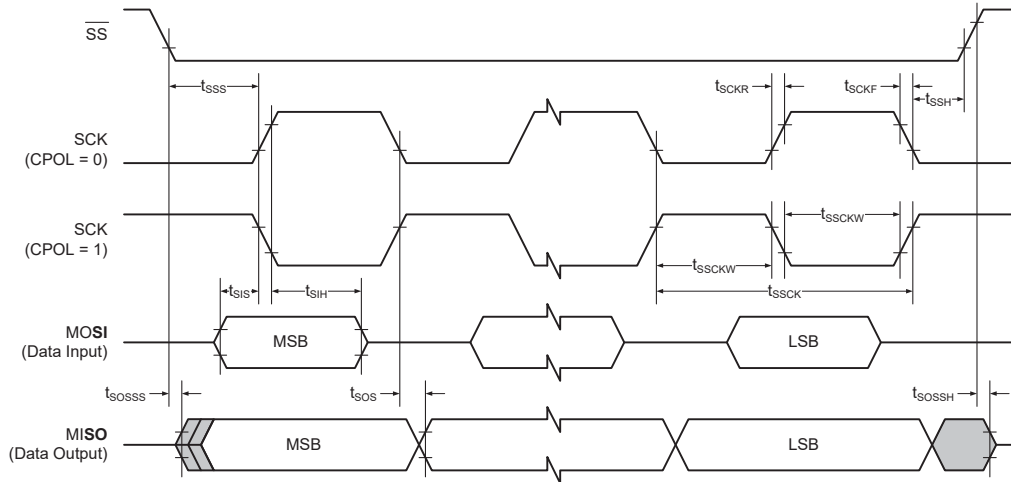 SS
tSSS
tSCKR
tSCKF
tSSH
SCK
(CPOL = 0)
SCK
(CPOL = 1)
tSSCKW
tSSCKW
tSSCK
tSIS
tSIH
MOSI
(Data Input)
MSB
LSB
tSOSSS
tSOS
tSOSSH
MISO
(Data Output)
MSB
LSB